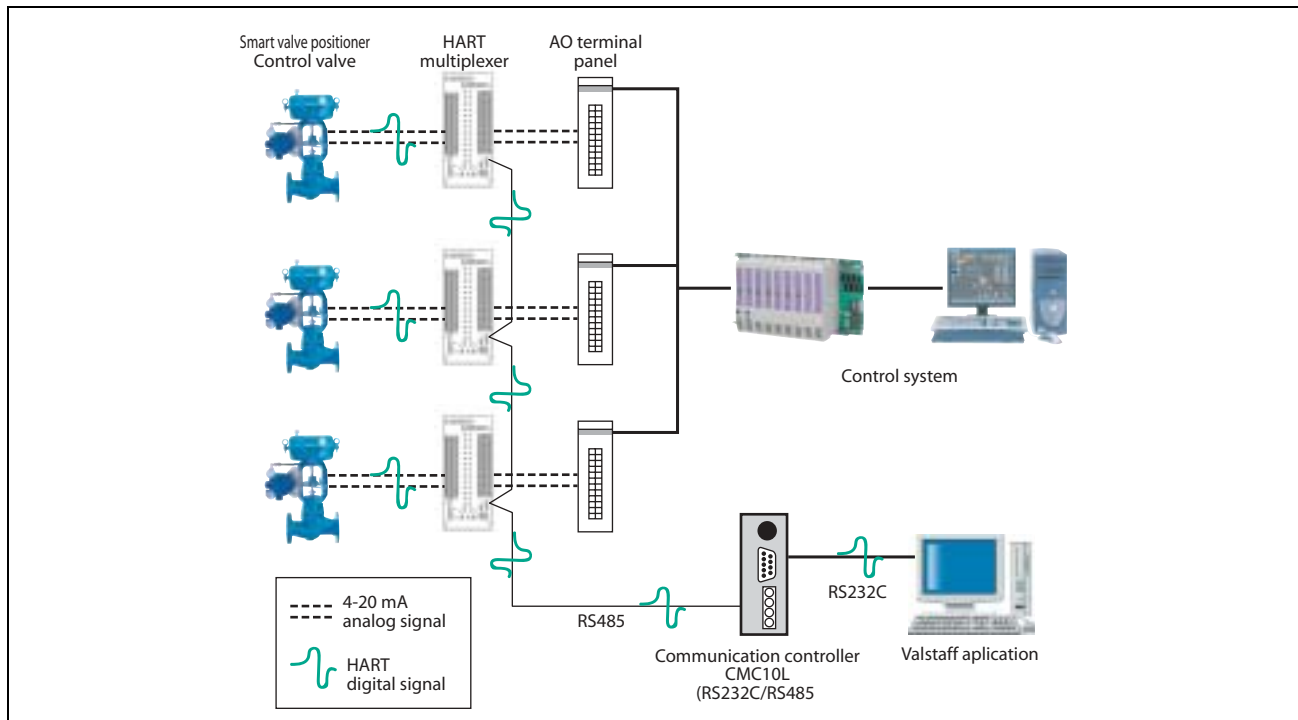 Smart valve positioner
Control valve
HART
multiplexer
AO terminal
panel
Control system
RS232C
RS485
Communication controller
CMC10L
(RS232C/RS485
Valstaff aplication
4-20 mA
analog signal
HART
digital signal